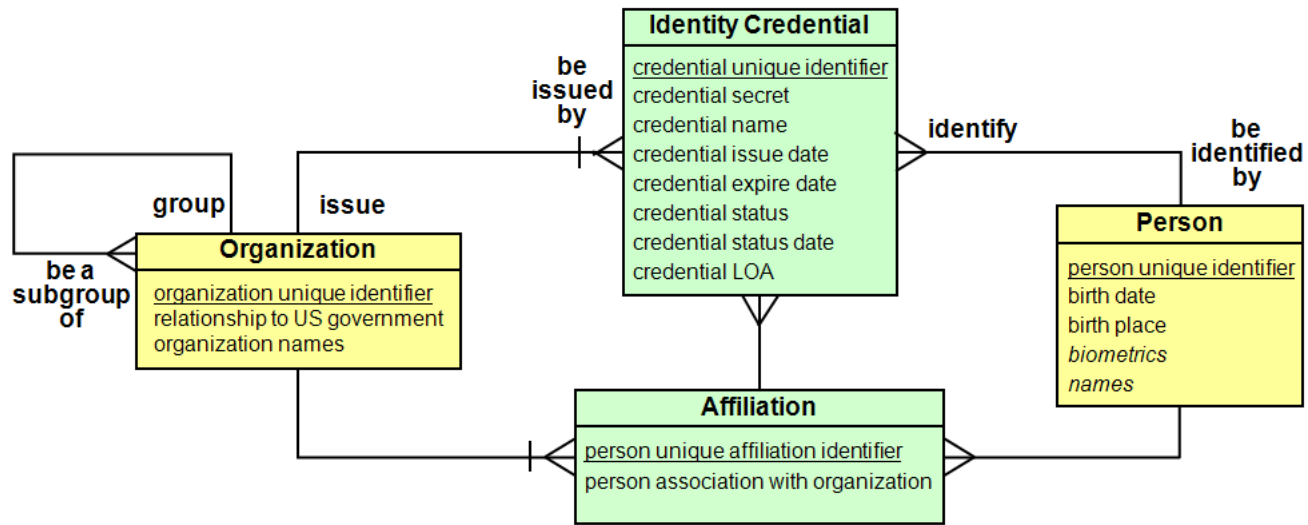 Identity Credential
credential unique identifier
credential secret
credential name
credential issue date
credential expire date
credential status
credential status date
credential LOA
be
issued
by
identify
be
identified
by
group
issue
be a
subgroup
of
Organization
organization unique identifier
relationship to US government
organization names
Person
person unique identifier
birth date
birth place
biometrics
names
Affiliation
person unique affiliation identifier
person association with organization